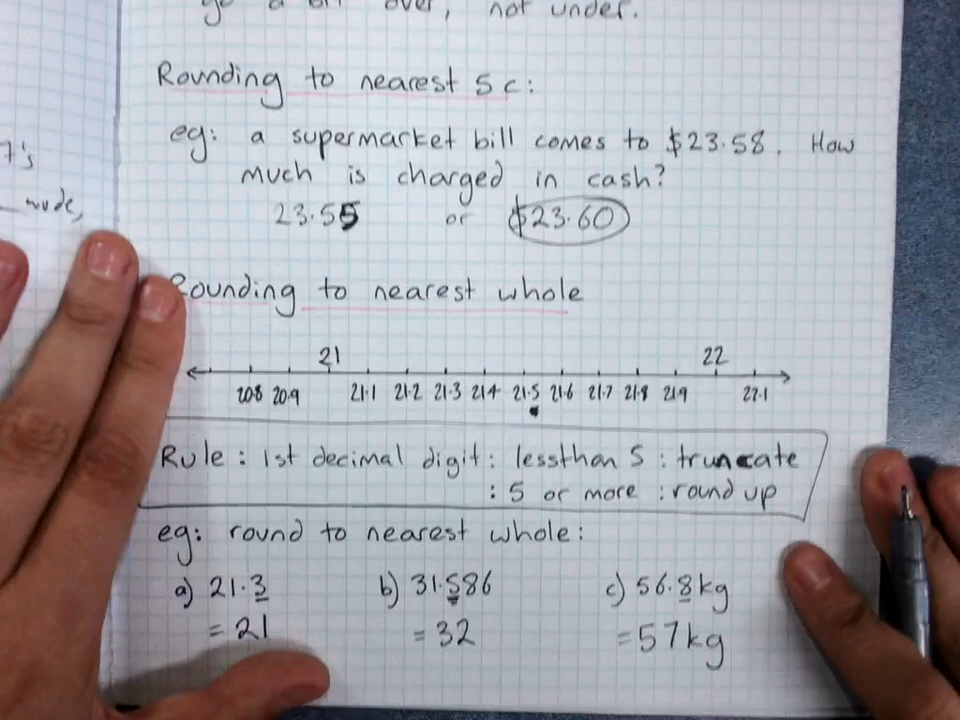 go a bit over, not under.
Rounding to nearest 5c:
eg: a supermarket bill comes to $23.58. How
much is charged in cash?
23.55 or $23.60
Rounding to nearest whole
21 22
20.8 20.9 21.1 21.2 21.3 21.4 21.5 21.6 21.7 21.8 21.9 22.1
Rule: 1st decimal digit: lessthan 5: truncate
: 5 or more : round up
eg: round to nearest whole:
a) 21.3 b) 31.586 c) 56.8kg
= 21 = 32 = 57kg